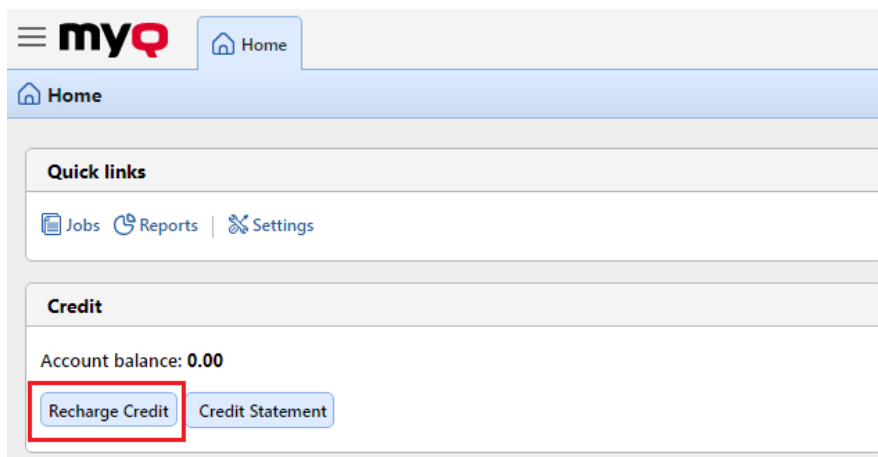 myQ Home
Home
Quick links
Jobs Reports | Settings
Credit
Account balance: 0.00
Recharge Credit Credit Statement